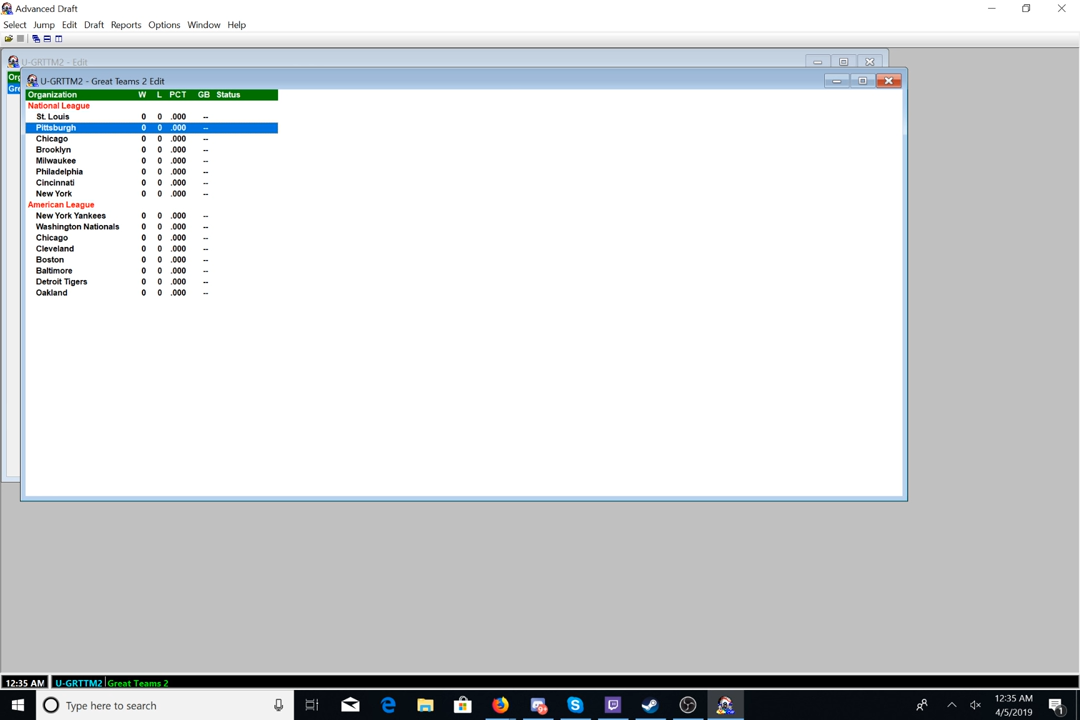 Advanced Draft
Select Jump Edit Draft Reports Options Window Help
U-GRTTM2 - Edit
Org
Gre
U-GRTTM2 - Great Teams 2 Edit
Organization W L PCT GB Status
National League
St. Louis 0 0 .000 --
Pittsburgh 0 0 .000 --
Chicago 0 0 .000 --
Brooklyn 0 0 .000 --
Milwaukee 0 0 .000 --
Philadelphia 0 0 .000 --
Cincinnati 0 0 .000 --
New York 0 0 .000 --
American League
New York Yankees 0 0 .000 --
Washington Nationals 0 0 .000 --
Chicago 0 0 .000 --
Cleveland 0 0 .000 --
Boston 0 0 .000 --
Baltimore 0 0 .000 --
Detroit Tigers 0 0 .000 --
Oakland 0 0 .000 --
12:35 AM U-GRTTM2 Great Teams 2
Type here to search
12:35 AM
4/5/2019
1